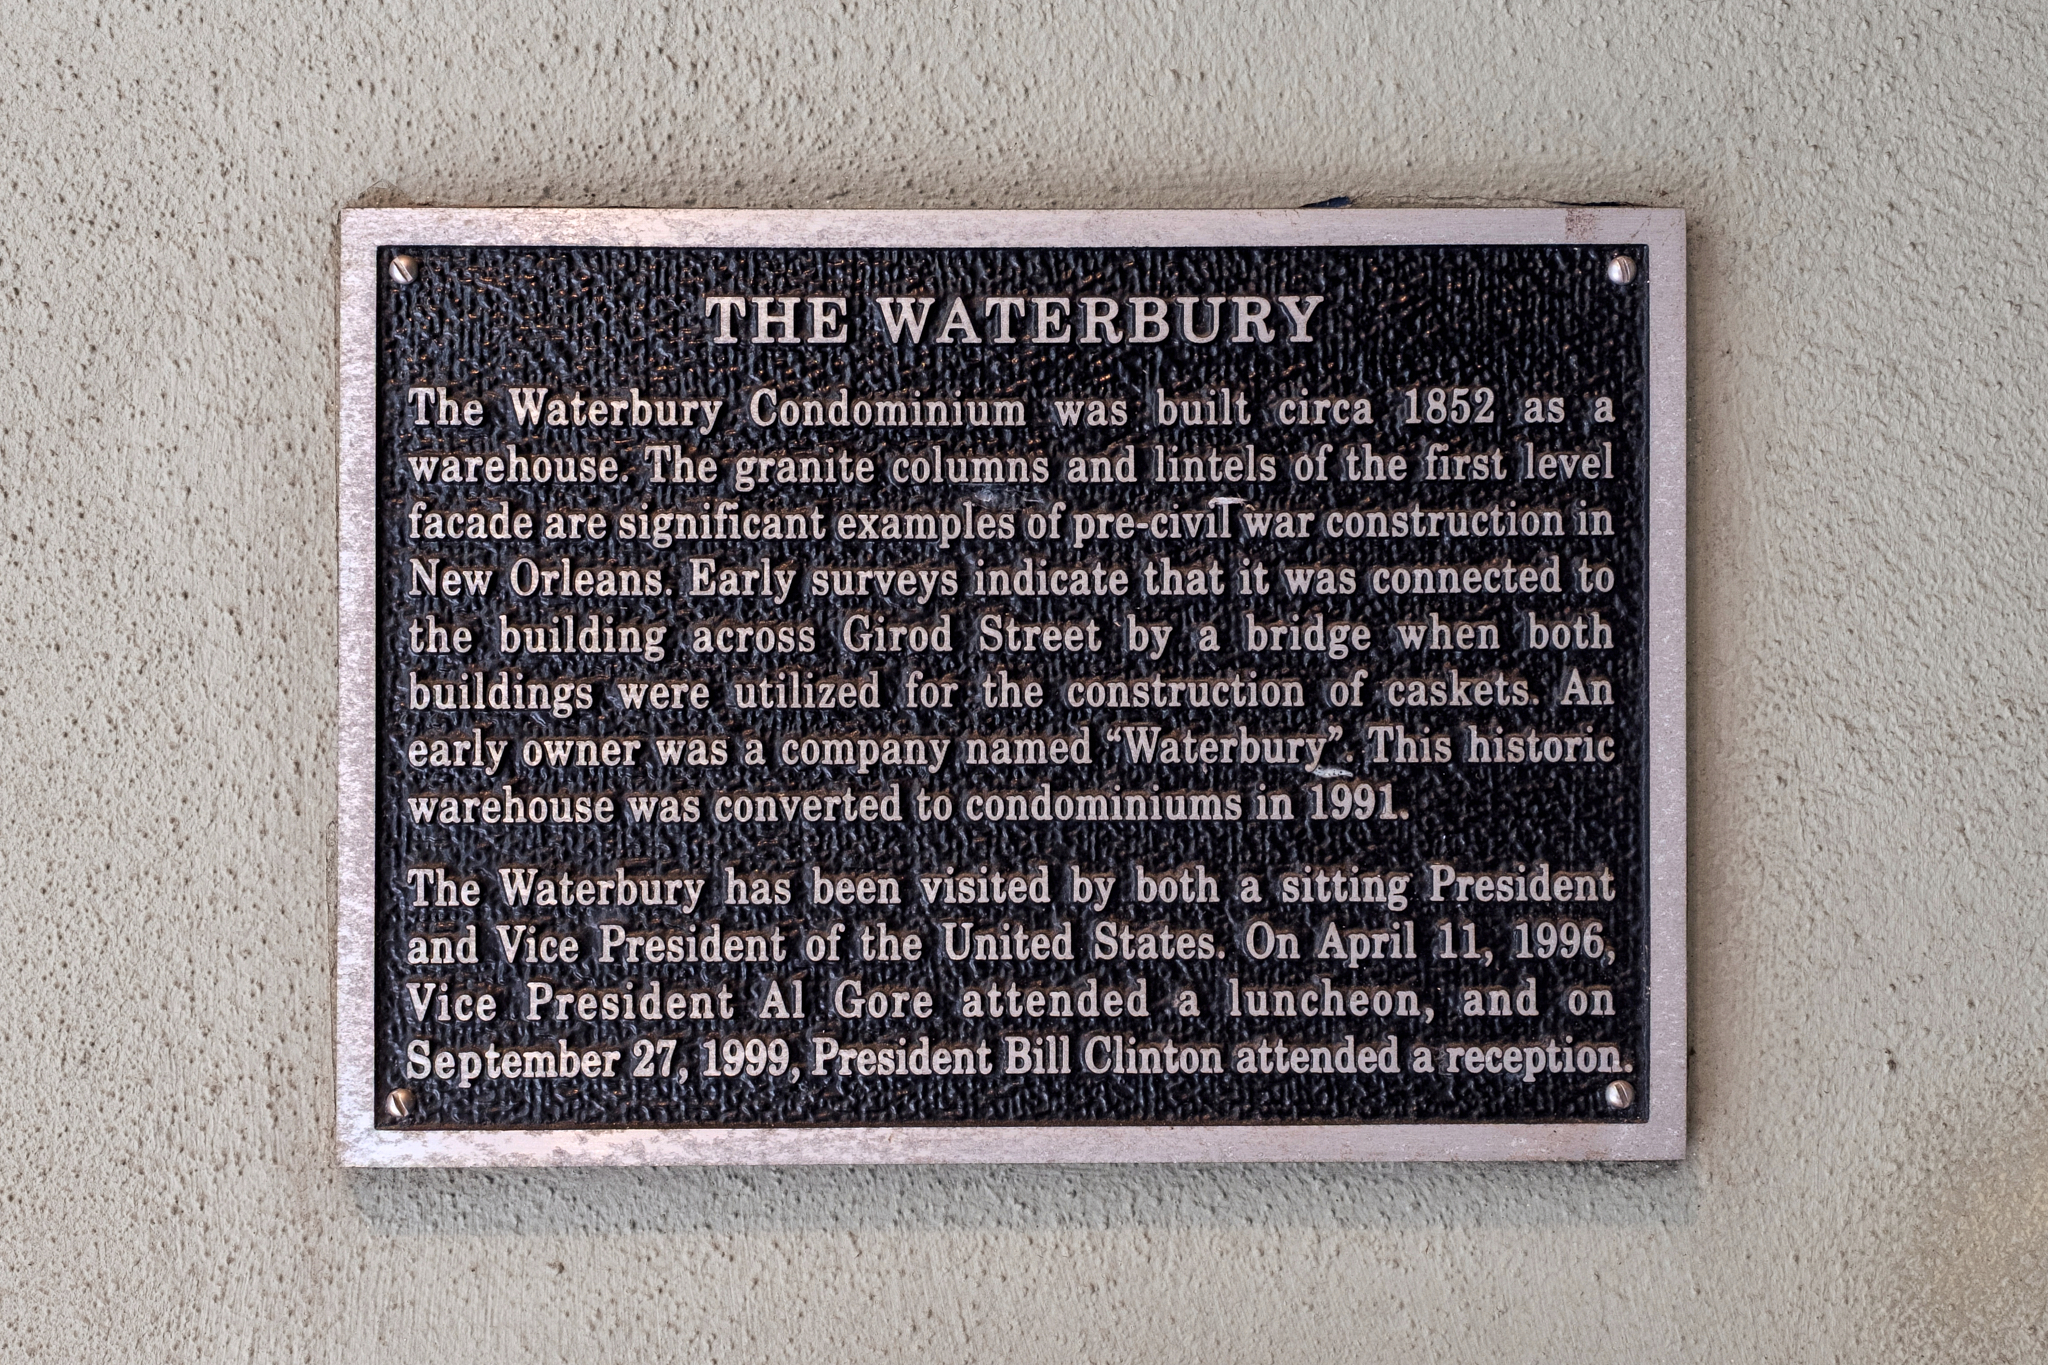 THE WATERBURY
The Waterbury Condominium was built circa 1852 as a
warehouse. The granite columns and lintels of the first level
facade are significant examples of pre-civil war construction in
New Orleans. Early surveys indicate that it was connected to
the building across Girod Street by a bridge when both
buildings were utilized for the construction of caskets. An
early owner was a company named “Waterbury”. This historic
warehouse was converted to condominiums in 1991.
The Waterbury has been visited by both a sitting President
and Vice President of the United States. On April 11, 1996,
Vice President Al Gore attended a luncheon, and on
September 27, 1999, President Bill Clinton attended a reception.